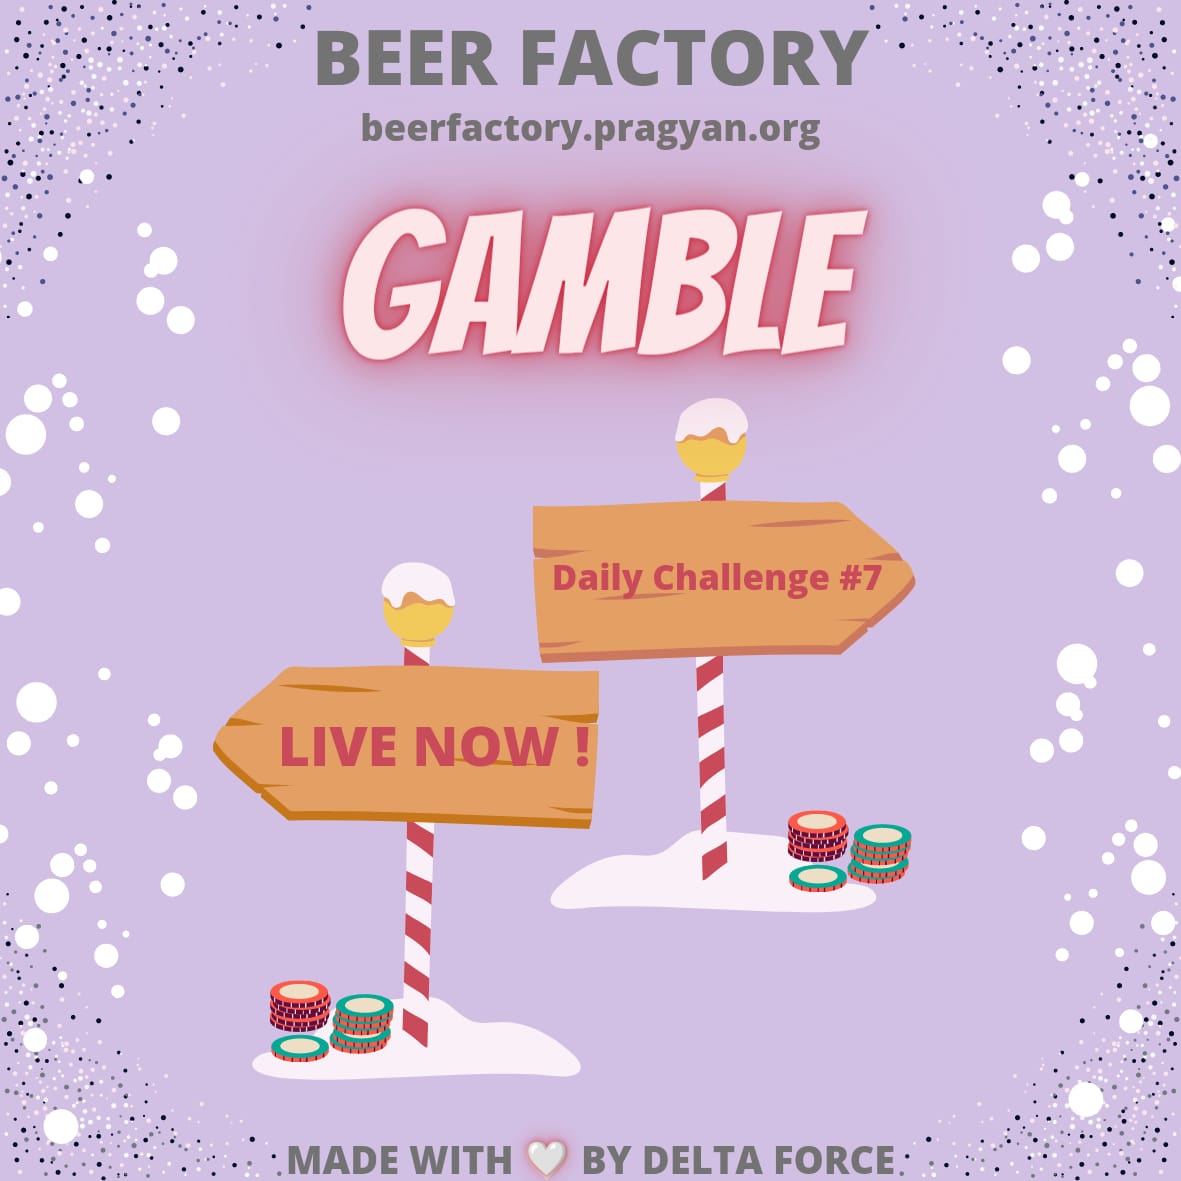 BEER FACTORY
beerfactory.pragyan.org
GAMBLE
Daily Challenge #7
LIVE NOW !
MADE WITH 🤍 BY DELTA FORCE